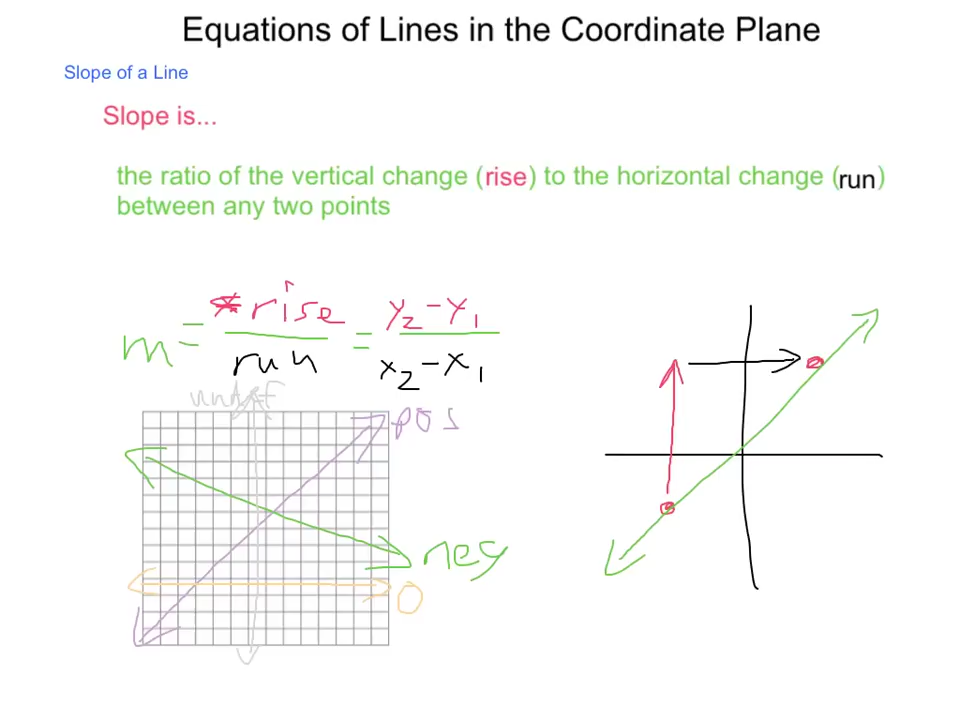 Equations of Lines in the Coordinate Plane
Slope of a Line
Slope is...
the ratio of the vertical change (rise) to the horizontal change (run)
between any two points
m = rise / run = y₂-y₁ / x₂-x₁
undef
pos
neg
0